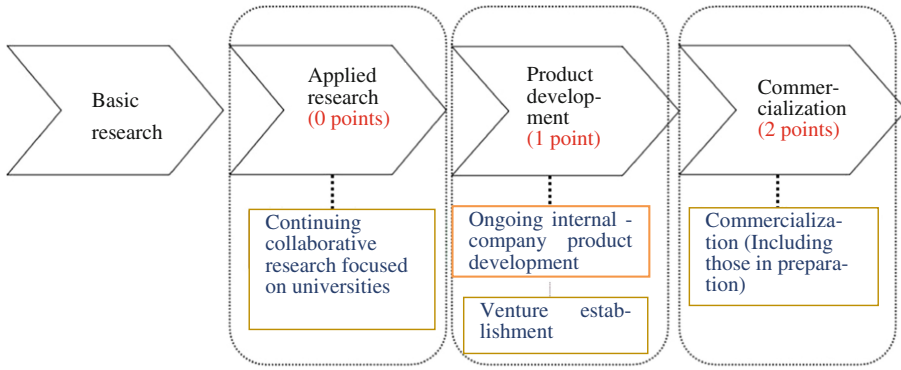 Basic
research
Applied
research
(0 points)
Product
develop-
ment
(1 point)
Commer-
cialization
(2 points)
Continuing
collaborative
research focused
on universities
Ongoing internal -
company product
development
Venture estab-
lishment
Commercializa-
tion (Including
those in prepara-
tion)